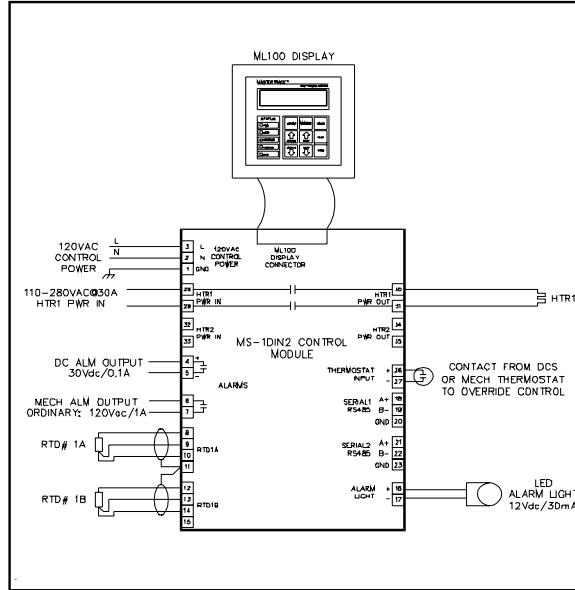 ML100 DISPLAY
MASTER TRACE™
STATUS
120VAC L
CONTROL N
POWER
3 L 120VAC
2 N CONTROL
1 GND POWER
ML100
DISPLAY
CONNECTOR
110-280VAC@30A
HTR1 PWR IN
HTR1
PWR IN
HTR1
PWR OUT
31
HTR1
32 HTR2
33 PWR IN
HTR2 34
PWR OUT 35
MS-1DIN2 CONTROL
MODULE
DC ALM OUTPUT
30Vdc/0.1A
4 +
5 -
ALARMS
MECH ALM OUTPUT
ORDINARY: 120Vac/1A
6
7
THERMOSTAT + 26
INPUT - 27
CONTACT FROM DCS
OR MECH THERMOSTAT
TO OVERRIDE CONTROL
SERIAL1 A+ 18
RS485 B- 19
GND 20
RTD# 1A
8
9
10
11
RTD1A
SERIAL2 A+ 21
RS485 B- 22
GND 23
RTD# 1B
12
13
14
15
RTD1B
ALARM + 16
LIGHT - 17
LED
ALARM LIGHT
12Vdc/30mA